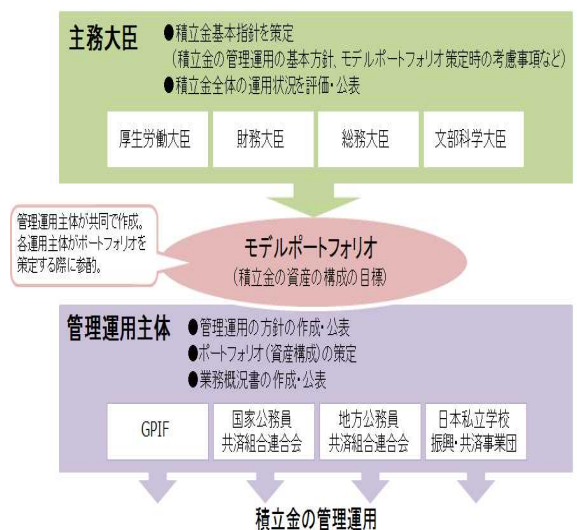 主務大臣
●積立金基本指針を策定
(積立金の管理運用の基本方針、モデルポートフォリオ策定時の考慮事項など)
●積立金全体の運用状況を評価・公表
厚生労働大臣
財務大臣
総務大臣
文部科学大臣
管理運用主体が共同で作成。
各運用主体がポートフォリオを
策定する際に参酌。
モデルポートフォリオ
(積立金の資産の構成の目標)
管理運用主体
●管理運用の方針の作成・公表
●ポートフォリオ(資産構成)の策定
●業務概況書の作成・公表
GPIF
国家公務員
共済組合連合会
地方公務員
共済組合連合会
日本私立学校
振興・共済事業団
積立金の管理運用